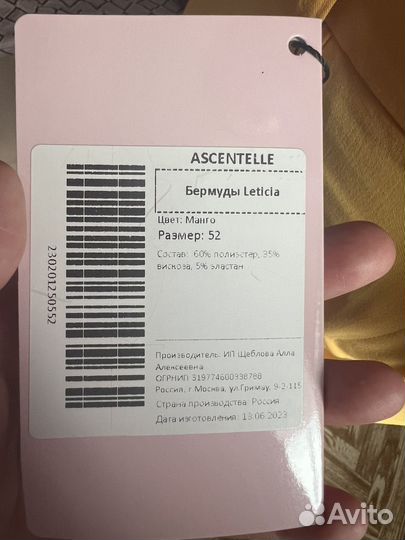 ASCENTELLE
Бермуды Leticia
Цвет: Манго
Размер: 52
Состав: 60% полиэстер, 35%
вискоза, 5% эластан
230201250552
Производитель: ИП Щеблова Алла
Алексеевна
ОГРНИП 319774600338788
Россия, г.Москва, ул.Гримау, 9-2-115
Страна производства: Россия
Дата изготовления: 13.06.2023
Avito